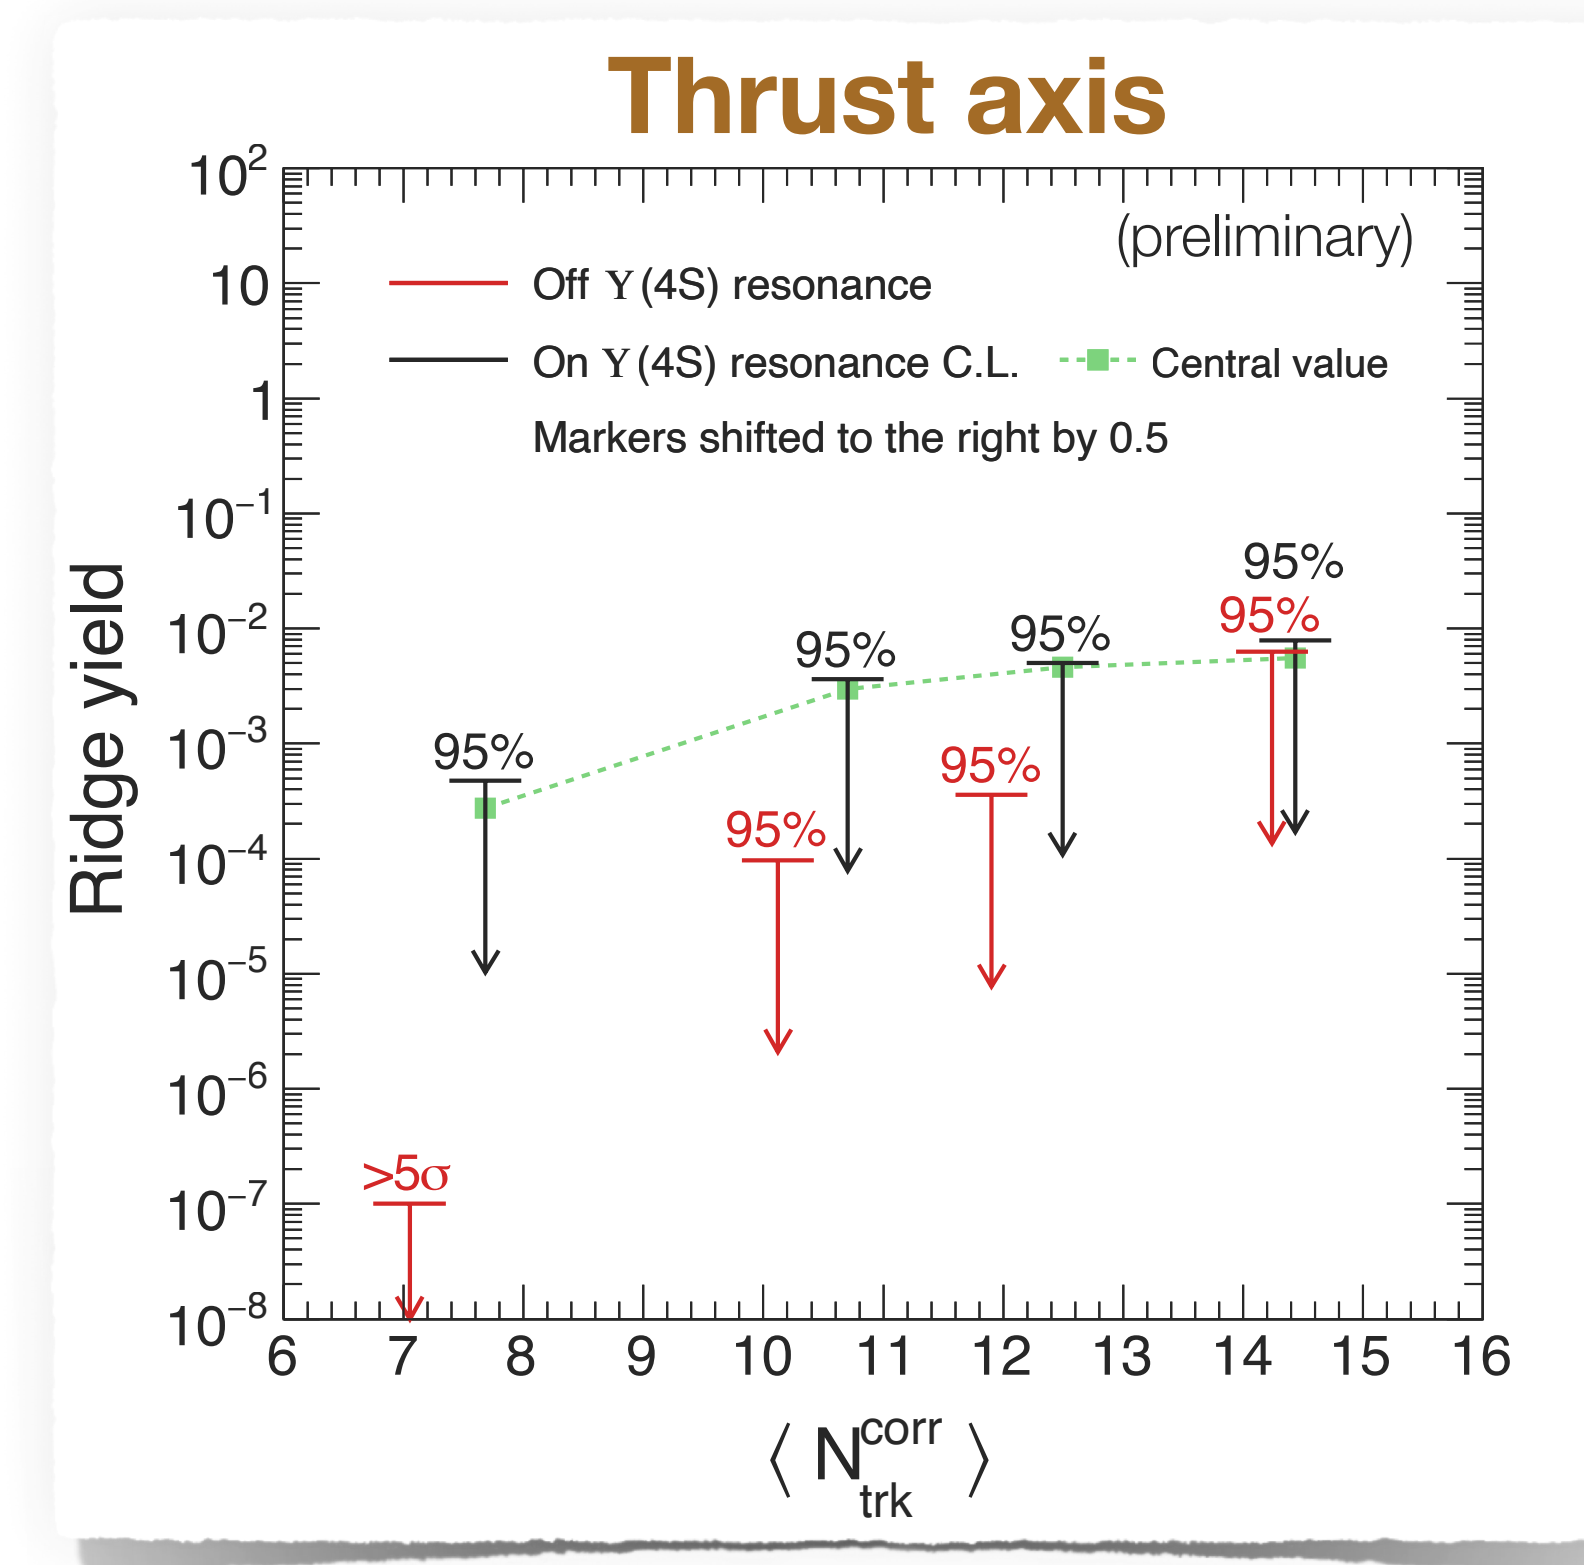 Thrust axis
(preliminary)
Off ϒ(4S) resonance
On ϒ(4S) resonance C.L.
Central value
Markers shifted to the right by 0.5
Ridge yield
10²
10
1
10⁻¹
10⁻²
10⁻³
10⁻⁴
10⁻⁵
10⁻⁶
10⁻⁷
10⁻⁸
95%
95%
95%
95%
95%
95%
95%
>5σ
6 7 8 9 10 11 12 13 14 15 16
⟨ N corr trk ⟩